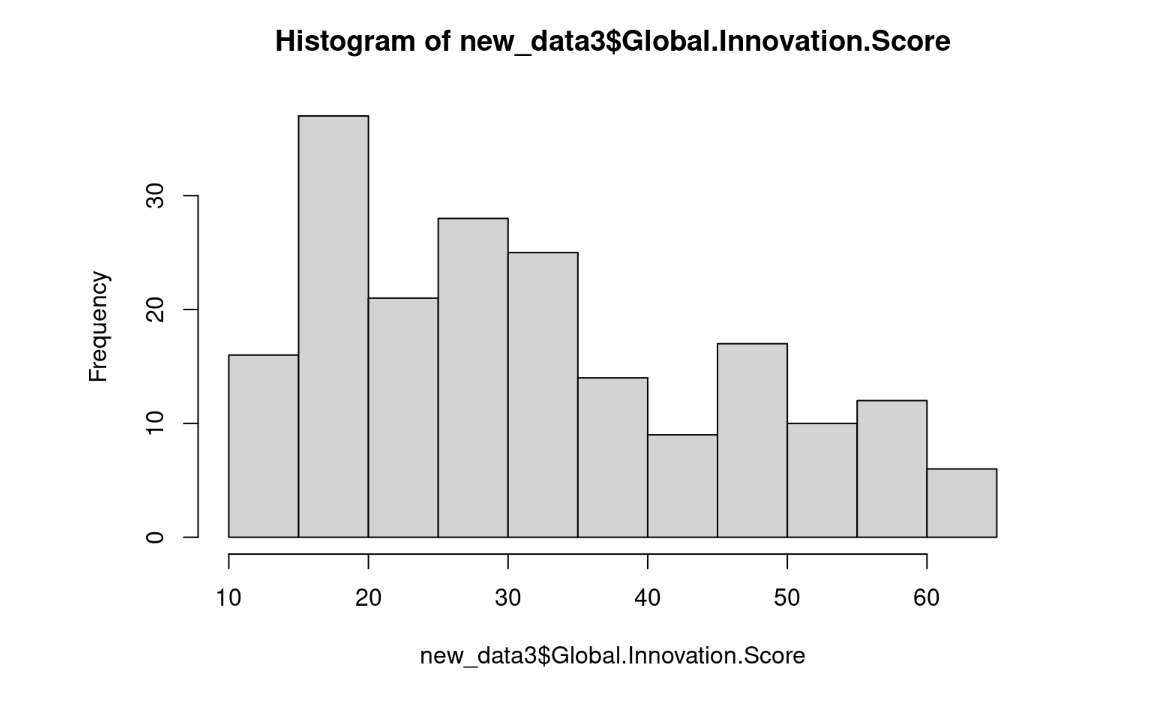 Histogram of new_data3$Global.Innovation.Score
Frequency
30
20
10
0
10 20 30 40 50 60
new_data3$Global.Innovation.Score